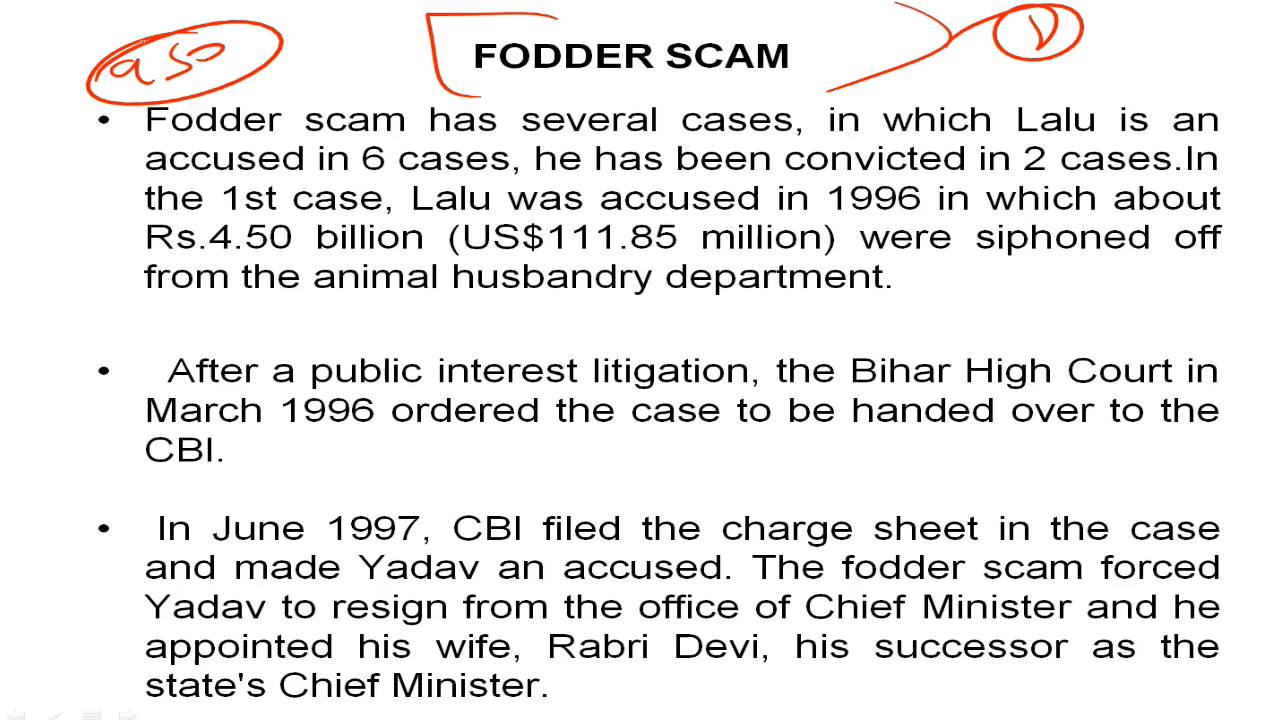 FODDER SCAM
• Fodder scam has several cases, in which Lalu is an
accused in 6 cases, he has been convicted in 2 cases.In
the 1st case, Lalu was accused in 1996 in which about
Rs.4.50 billion (US$111.85 million) were siphoned off
from the animal husbandry department.
• After a public interest litigation, the Bihar High Court in
March 1996 ordered the case to be handed over to the
CBI.
• In June 1997, CBI filed the charge sheet in the case
and made Yadav an accused. The fodder scam forced
Yadav to resign from the office of Chief Minister and he
appointed his wife, Rabri Devi, his successor as the
state's Chief Minister.